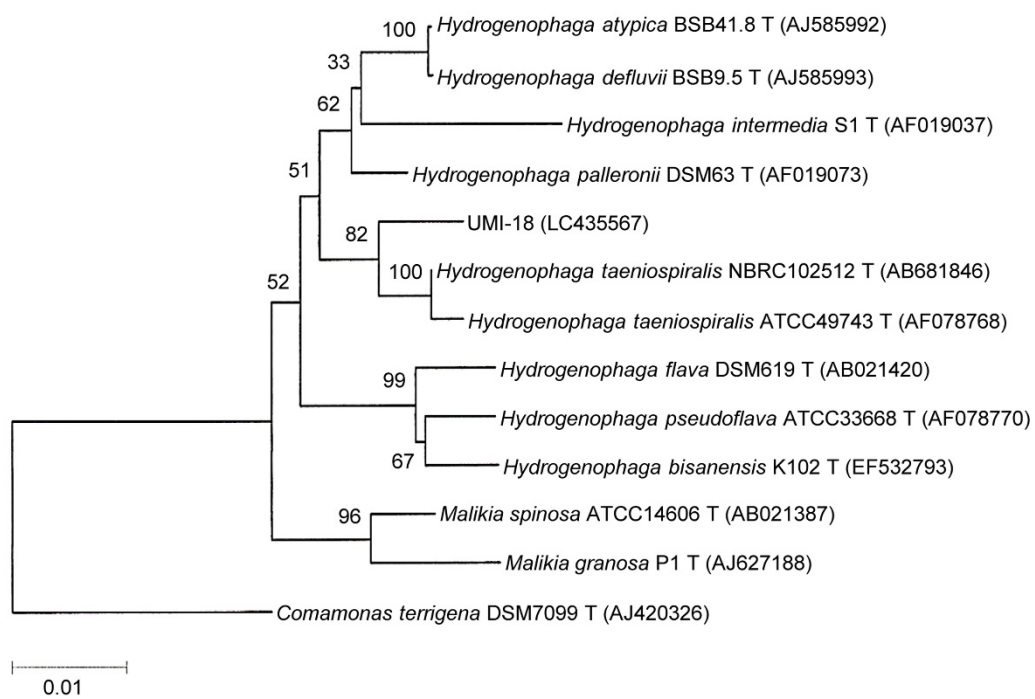 100
Hydrogenophaga atypica BSB41.8 T (AJ585992)
33
Hydrogenophaga defluvii BSB9.5 T (AJ585993)
62
Hydrogenophaga intermedia S1 T (AF019037)
51
Hydrogenophaga palleronii DSM63 T (AF019073)
82
UMI-18 (LC435567)
100
Hydrogenophaga taeniospiralis NBRC102512 T (AB681846)
52
Hydrogenophaga taeniospiralis ATCC49743 T (AF078768)
99
Hydrogenophaga flava DSM619 T (AB021420)
Hydrogenophaga pseudoflava ATCC33668 T (AF078770)
67
Hydrogenophaga bisanensis K102 T (EF532793)
96
Malikia spinosa ATCC14606 T (AB021387)
Malikia granosa P1 T (AJ627188)
Comamonas terrigena DSM7099 T (AJ420326)
0.01